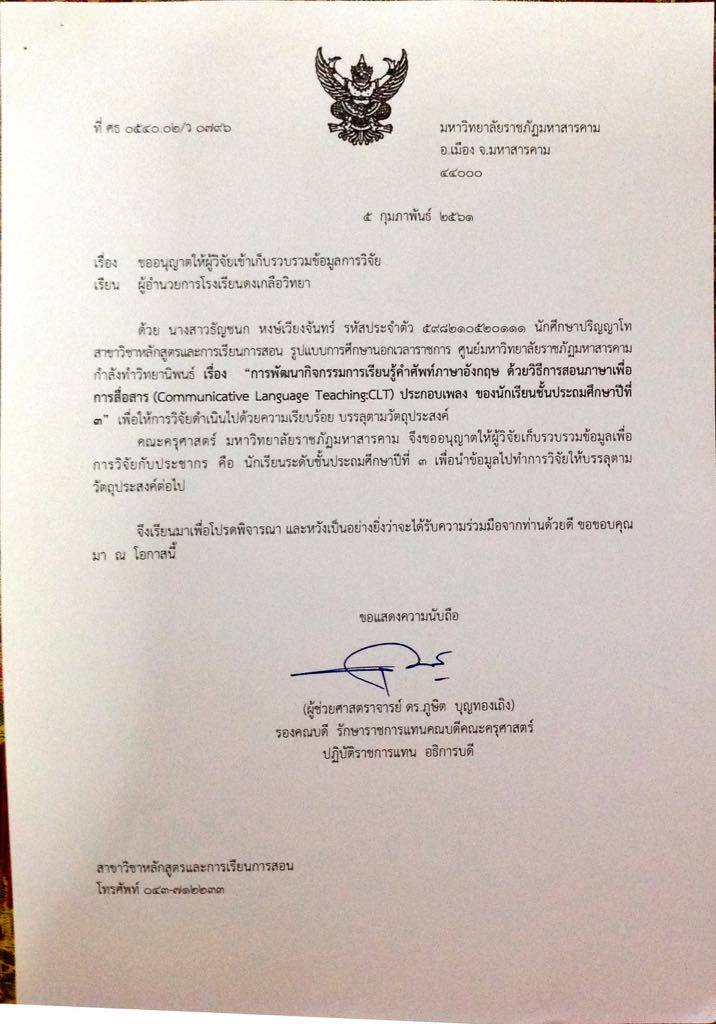 ที่ ศธ ๐๕๔๐.๐๒/ว ๐๗๙๖
มหาวิทยาลัยราชภัฏมหาสารคาม
อ.เมือง จ.มหาสารคาม
๔๔๐๐๐
๕ กุมภาพันธ์ ๒๕๖๑
เรื่อง ขออนุญาตให้ผู้วิจัยเข้าเก็บรวบรวมข้อมูลการวิจัย
เรียน ผู้อำนวยการโรงเรียนดงเกลือวิทยา
ด้วย นางสาวธัญชนก หงษ์เวียงจันทร์ รหัสประจำตัว ๕๙๘๒๑๐๕๒๐๑๑๑ นักศึกษาปริญญาโท
สาขาวิชาหลักสูตรและการเรียนการสอน รูปแบบการศึกษานอกเวลาราชการ ศูนย์มหาวิทยาลัยราชภัฏมหาสารคาม
กำลังทำวิทยานิพนธ์ เรื่อง "การพัฒนากิจกรรมการเรียนรู้คำศัพท์ภาษาอังกฤษ ด้วยวิธีการสอนภาษาเพื่อ
การสื่อสาร (Communicative Language Teaching:CLT) ประกอบเพลง ของนักเรียนชั้นประถมศึกษาปีที่
๓" เพื่อให้การวิจัยดำเนินไปด้วยความเรียบร้อย บรรลุตามวัตถุประสงค์
คณะครุศาสตร์ มหาวิทยาลัยราชภัฏมหาสารคาม จึงขออนุญาตให้ผู้วิจัยเก็บรวบรวมข้อมูลเพื่อ
การวิจัยกับประชากร คือ นักเรียนระดับชั้นประถมศึกษาปีที่ ๓ เพื่อนำข้อมูลไปทำการวิจัยให้บรรลุตาม
วัตถุประสงค์ต่อไป
จึงเรียนมาเพื่อโปรดพิจารณา และหวังเป็นอย่างยิ่งว่าจะได้รับความร่วมมือจากท่านด้วยดี ขอขอบคุณ
มา ณ โอกาสนี้
ขอแสดงความนับถือ
(ผู้ช่วยศาสตราจารย์ ดร.ภูษิต บุญทองเถิง)
รองคณบดี รักษาราชการแทนคณบดีคณะครุศาสตร์
ปฏิบัติราชการแทน อธิการบดี
สาขาวิชาหลักสูตรและการเรียนการสอน
โทรศัพท์ ๐๔๓-๗๑๒๒๓๓